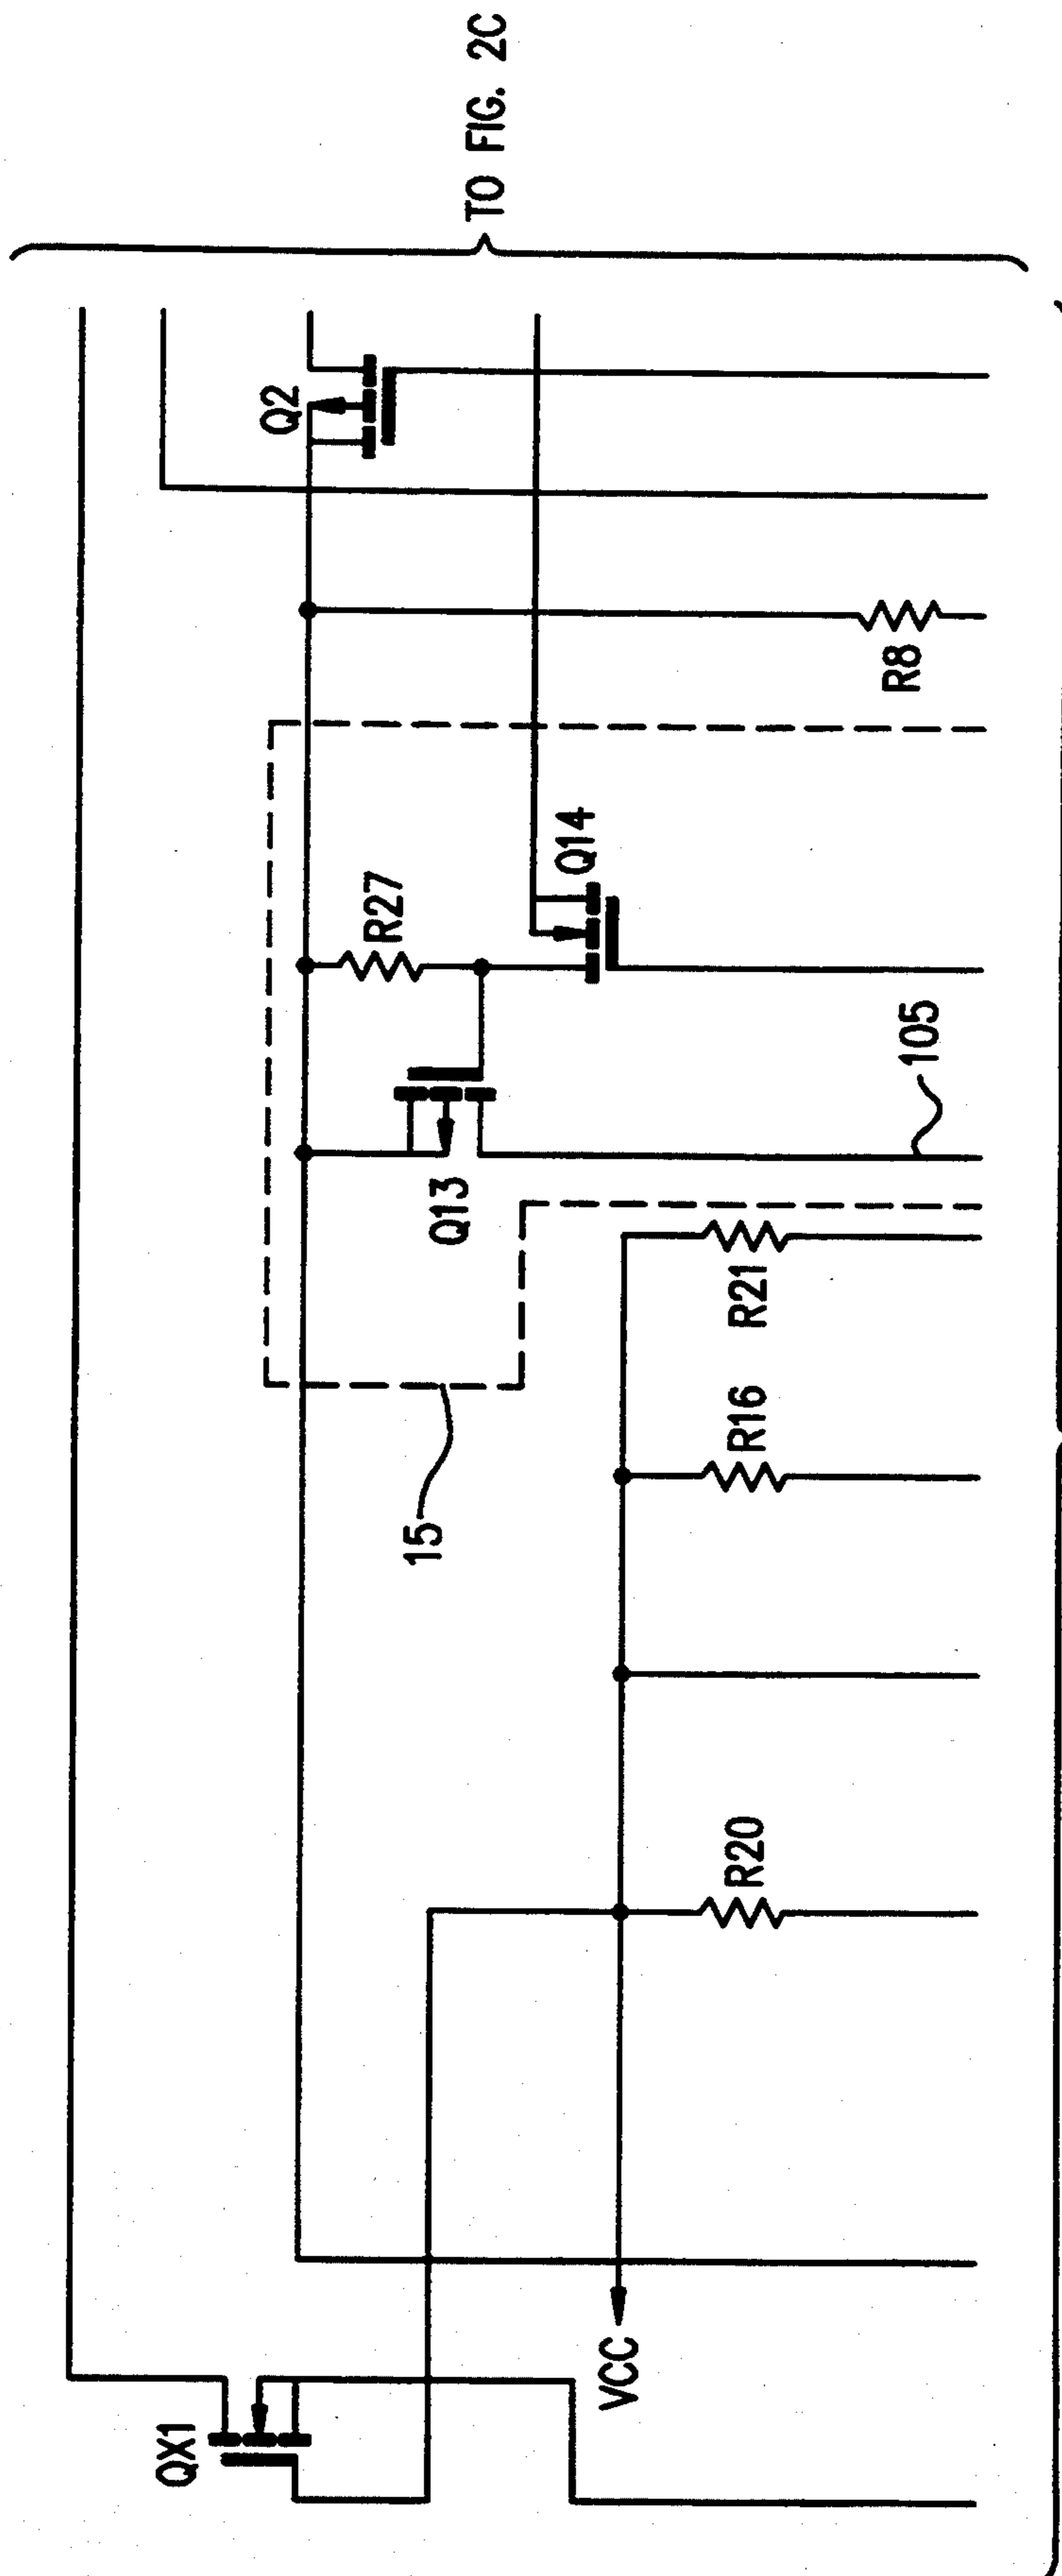 TO FIG. 2C
Q2
R8
Q14
R27
105
Q13
R21
R16
15
R20
VCC
QX1